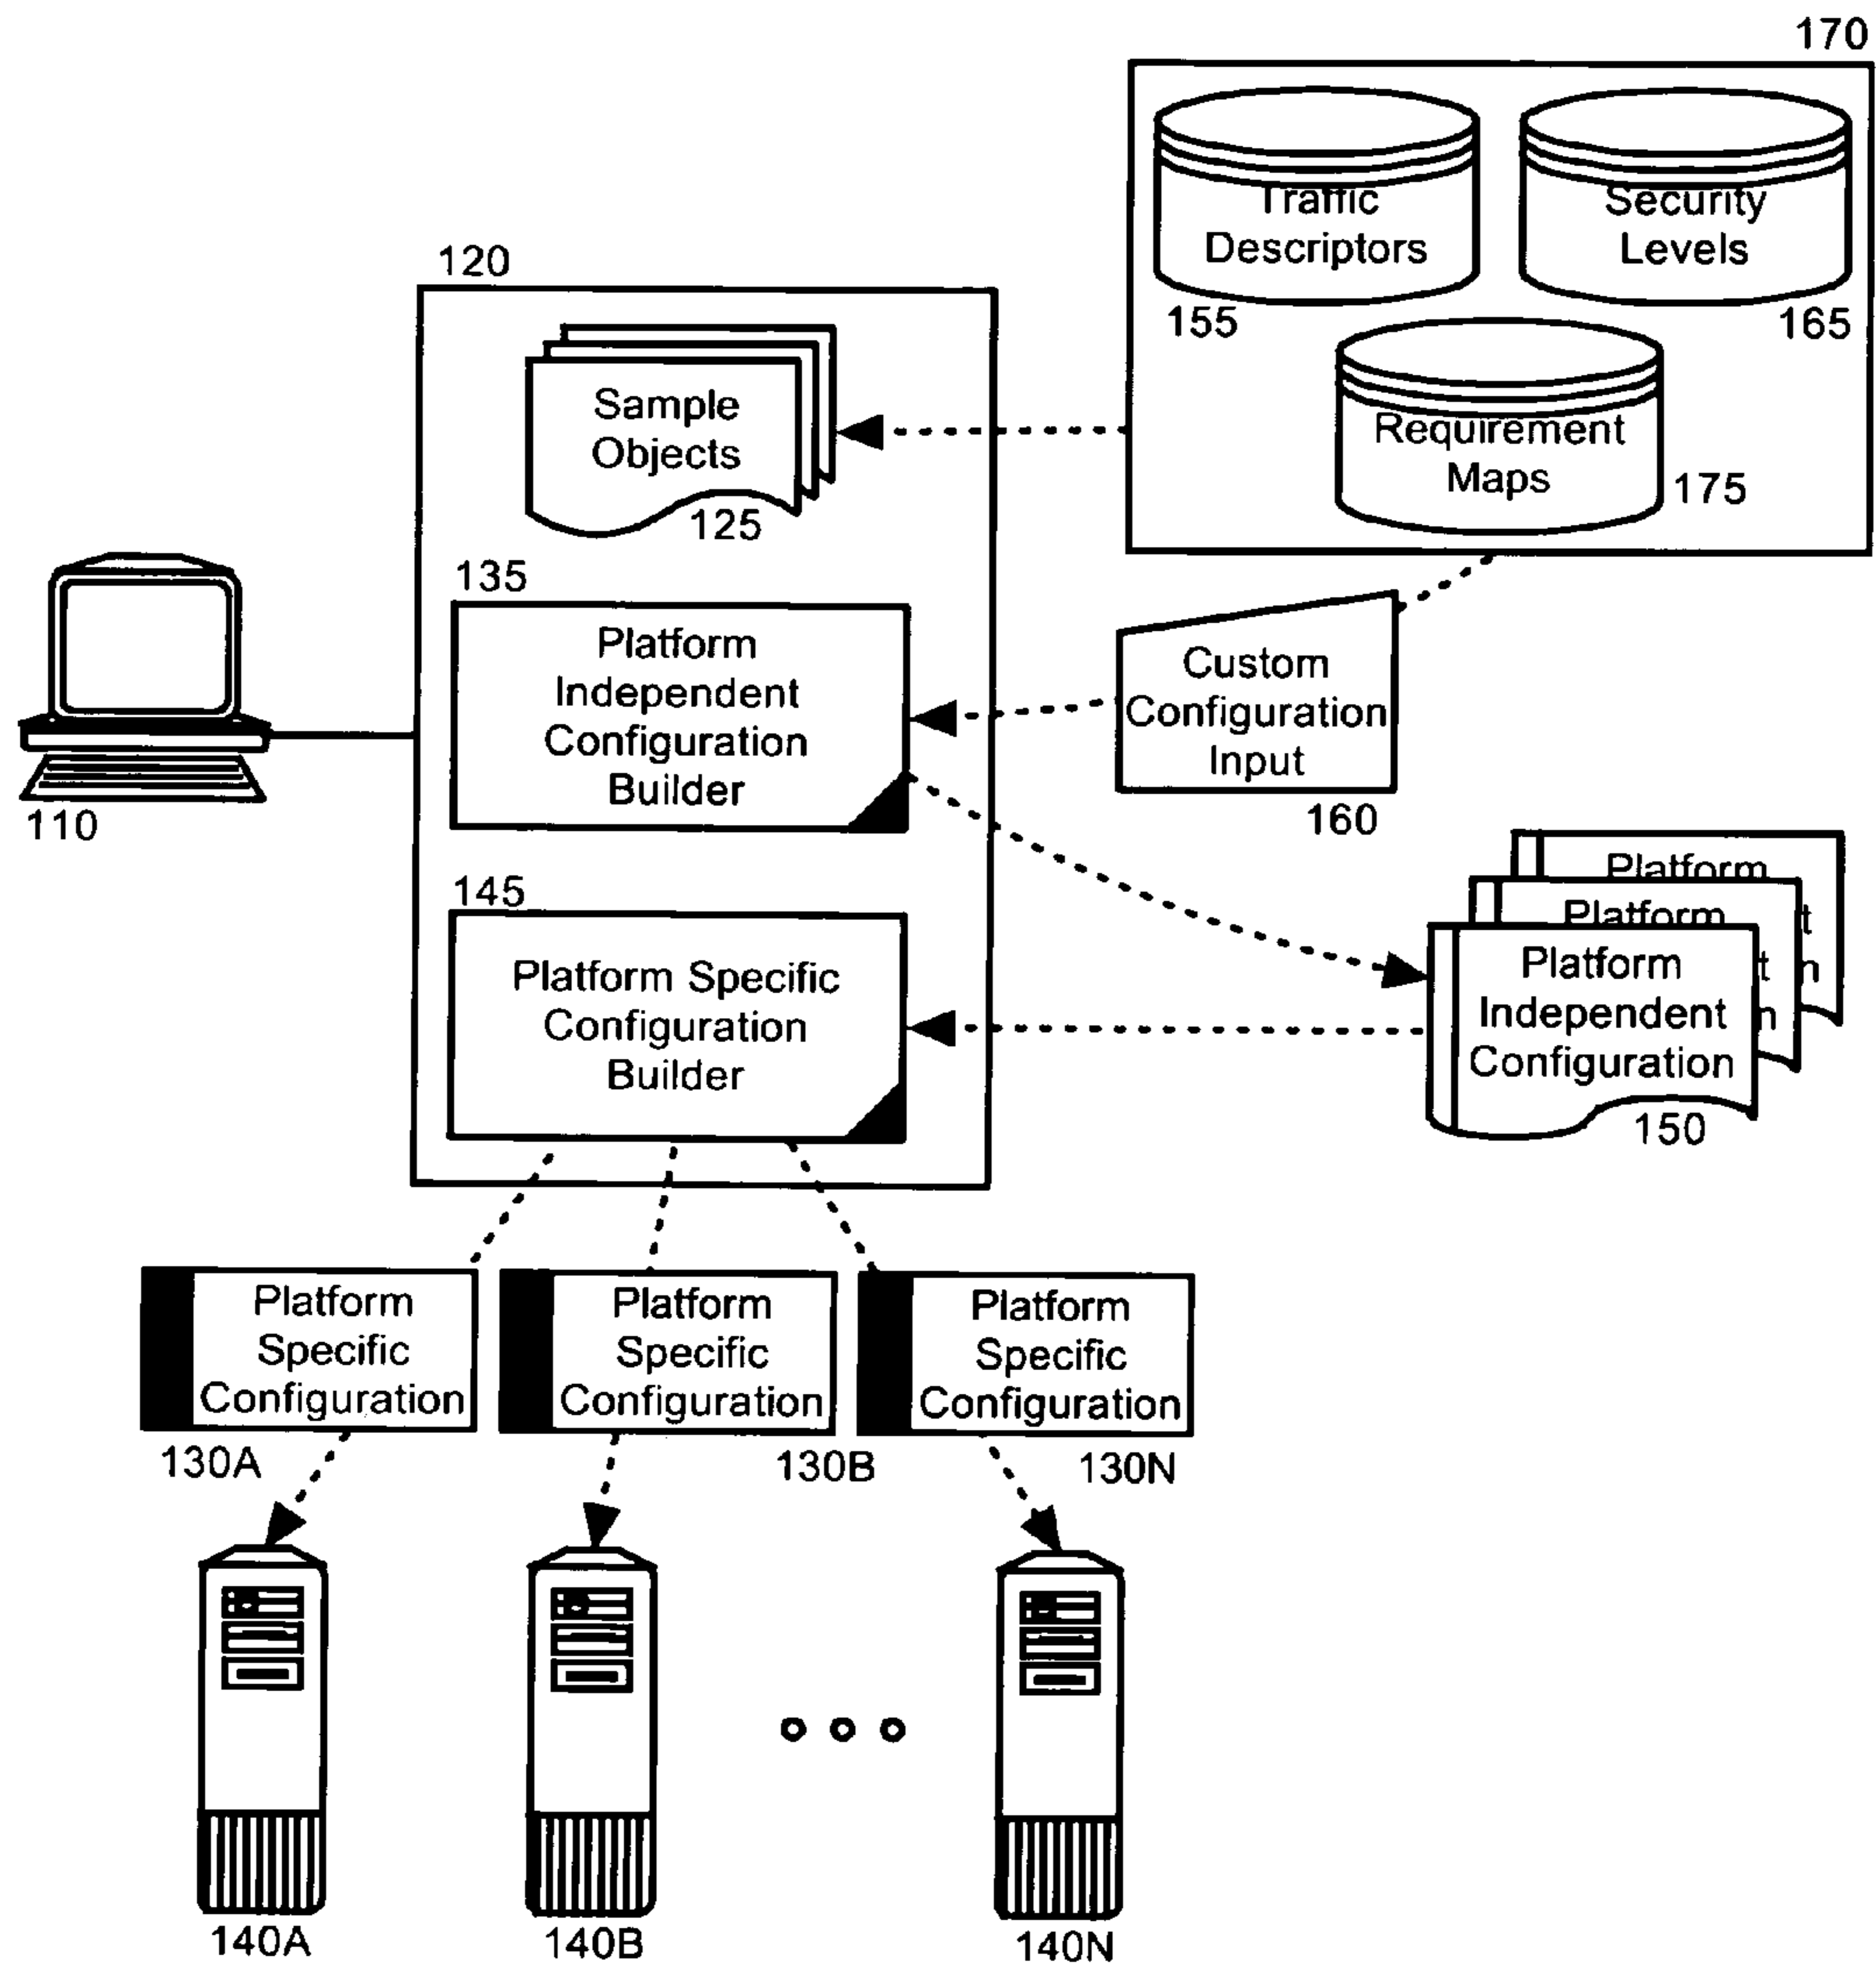 170
Traffic
Descriptors
155
Security
Levels
165
Requirement
Maps
175
120
Sample
Objects
125
135
Platform
Independent
Configuration
Builder
Custom
Configuration
Input
160
110
145
Platform Specific
Configuration
Builder
Platform
Platform
t
Platform
Independent
Configuration
t
n
n
150
Platform
Specific
Configuration
130A
Platform
Specific
Configuration
130B
Platform
Specific
Configuration
130N
140A
140B
140N